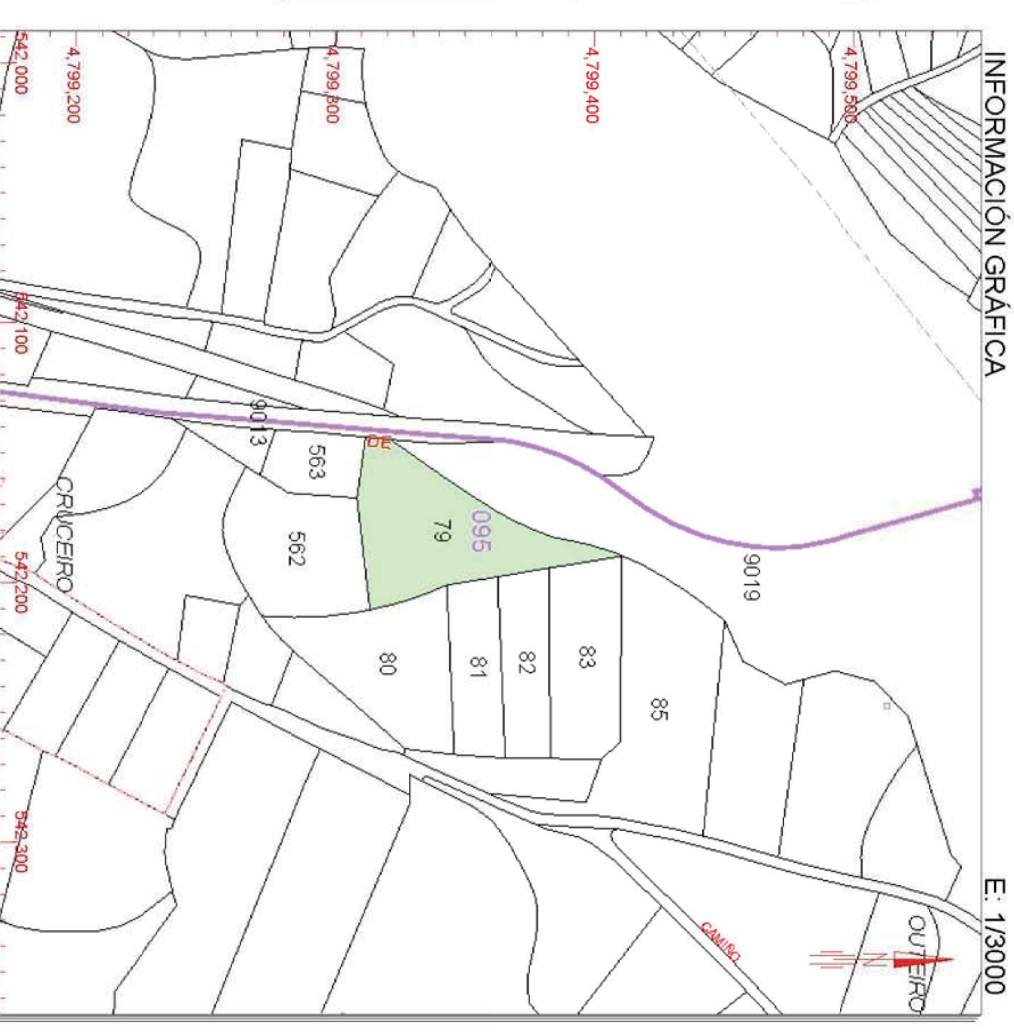 INFORMACIÓN GRÁFICA
E: 1/3000
4,799,500
4,799,400
4,799,300
4,799,200
542,000
542,100
542,200
542,300
OUTEIRO
N
CAMIÑO
9019
85
83
82
81
80
095
79
DE
563
562
9013
CRUCEIRO